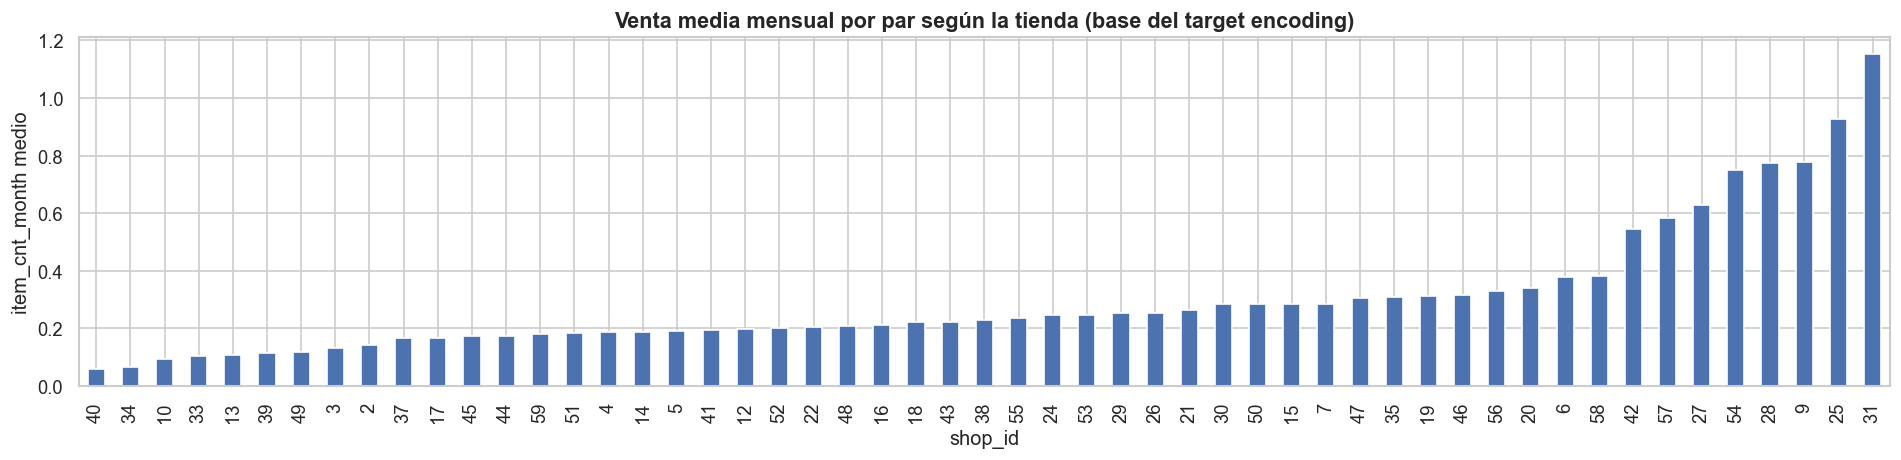 Venta media mensual por par según la tienda (base del target encoding)
item_cnt_month medio
1.2
1.0
0.8
0.6
0.4
0.2
0.0
40 34 10 33 13 39 49 3 2 37 17 45 44 59 51 4 14 5 41 12 52 22 48 16 18 43 38 55 24 53 29 26 21 30 50 15 7 47 35 19 46 56 20 6 58 42 57 27 54 28 9 25 31
shop_id